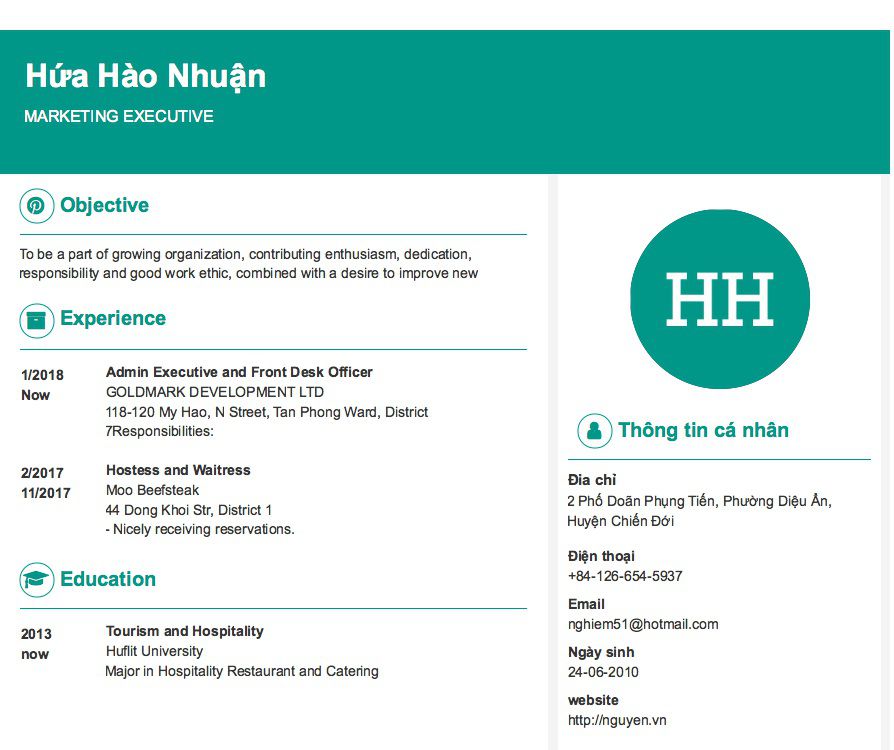 Hứa Hào Nhuận
MARKETING EXECUTIVE
Objective
To be a part of growing organization, contributing enthusiasm, dedication,
responsibility and good work ethic, combined with a desire to improve new
Experience
1/2018
Now
Admin Executive and Front Desk Officer
GOLDMARK DEVELOPMENT LTD
118-120 My Hao, N Street, Tan Phong Ward, District
7Responsibilities:
2/2017
11/2017
Hostess and Waitress
Moo Beefsteak
44 Dong Khoi Str, District 1
- Nicely receiving reservations.
Education
2013
now
Tourism and Hospitality
Huflit University
Major in Hospitality Restaurant and Catering
HH
Thông tin cá nhân
Đia chỉ
2 Phố Doãn Phụng Tiến, Phường Diệu Ân,
Huyện Chiến Đới
Điện thoại
+84-126-654-5937
Email
nghiem51@hotmail.com
Ngày sinh
24-06-2010
website
http://nguyen.vn